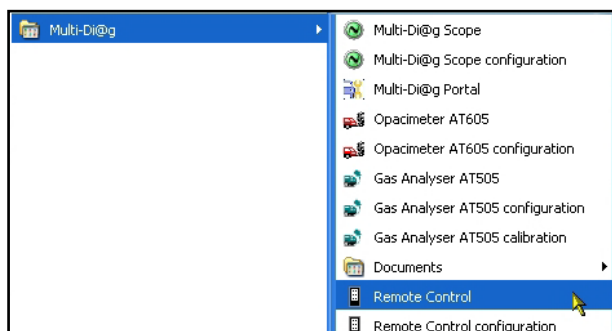 Multi-Di@g
Multi-Di@g Scope
Multi-Di@g Scope configuration
Multi-Di@g Portal
Opacimeter AT605
Opacimeter AT605 configuration
Gas Analyser AT505
Gas Analyser AT505 configuration
Gas Analyser AT505 calibration
Documents
Remote Control
Remote Control configuration